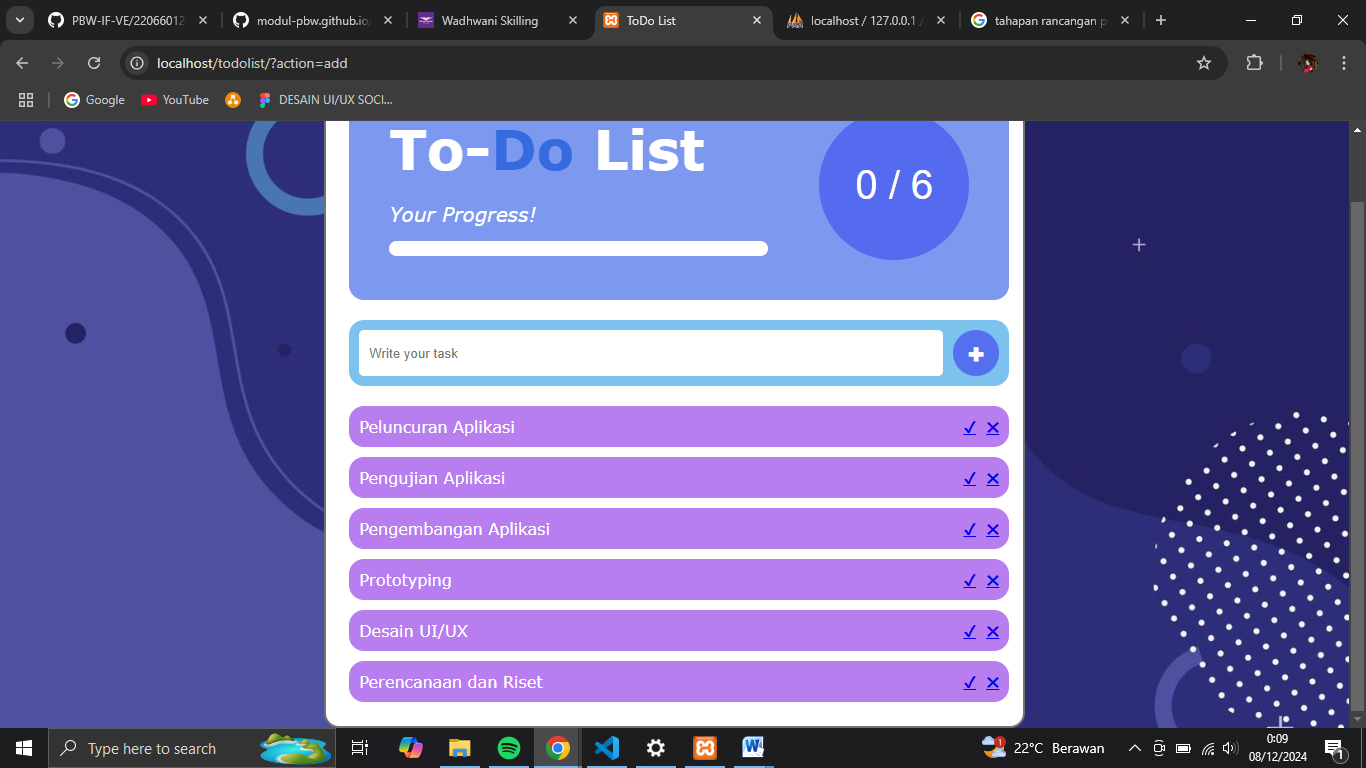 PBW-IF-VE/22066012
modul-pbw.github.io/
Wadhwani Skilling
ToDo List
localhost / 127.0.0.1 /
tahapan rancangan p
localhost/todolist/?action=add
Google
YouTube
DESAIN UI/UX SOCI...
To-Do List
0 / 6
Your Progress!
Write your task
Peluncuran Aplikasi
Pengujian Aplikasi
Pengembangan Aplikasi
Prototyping
Desain UI/UX
Perencanaan dan Riset
Type here to search
1
22°C Berawan
0:09
08/12/2024
1